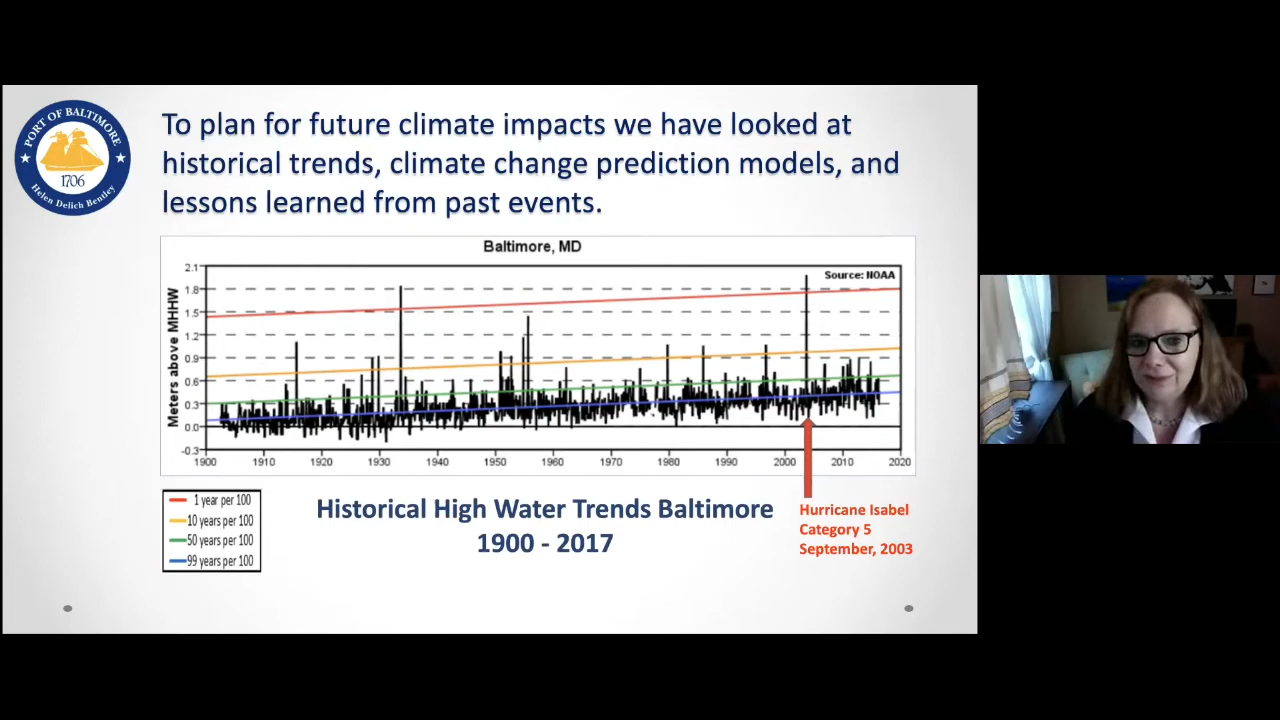 PORT OF BALTIMORE
1706
Helen Delich Bentley
To plan for future climate impacts we have looked at
historical trends, climate change prediction models, and
lessons learned from past events.
Baltimore, MD
Source: NOAA
Meters above MHHW
2.1
1.8
1.5
1.2
0.9
0.6
0.3
0.0
-0.3
1900 1910 1920 1930 1940 1950 1960 1970 1980 1990 2000 2010 2020
1 year per 100
10 years per 100
50 years per 100
99 years per 100
Historical High Water Trends Baltimore
1900 - 2017
Hurricane Isabel
Category 5
September, 2003